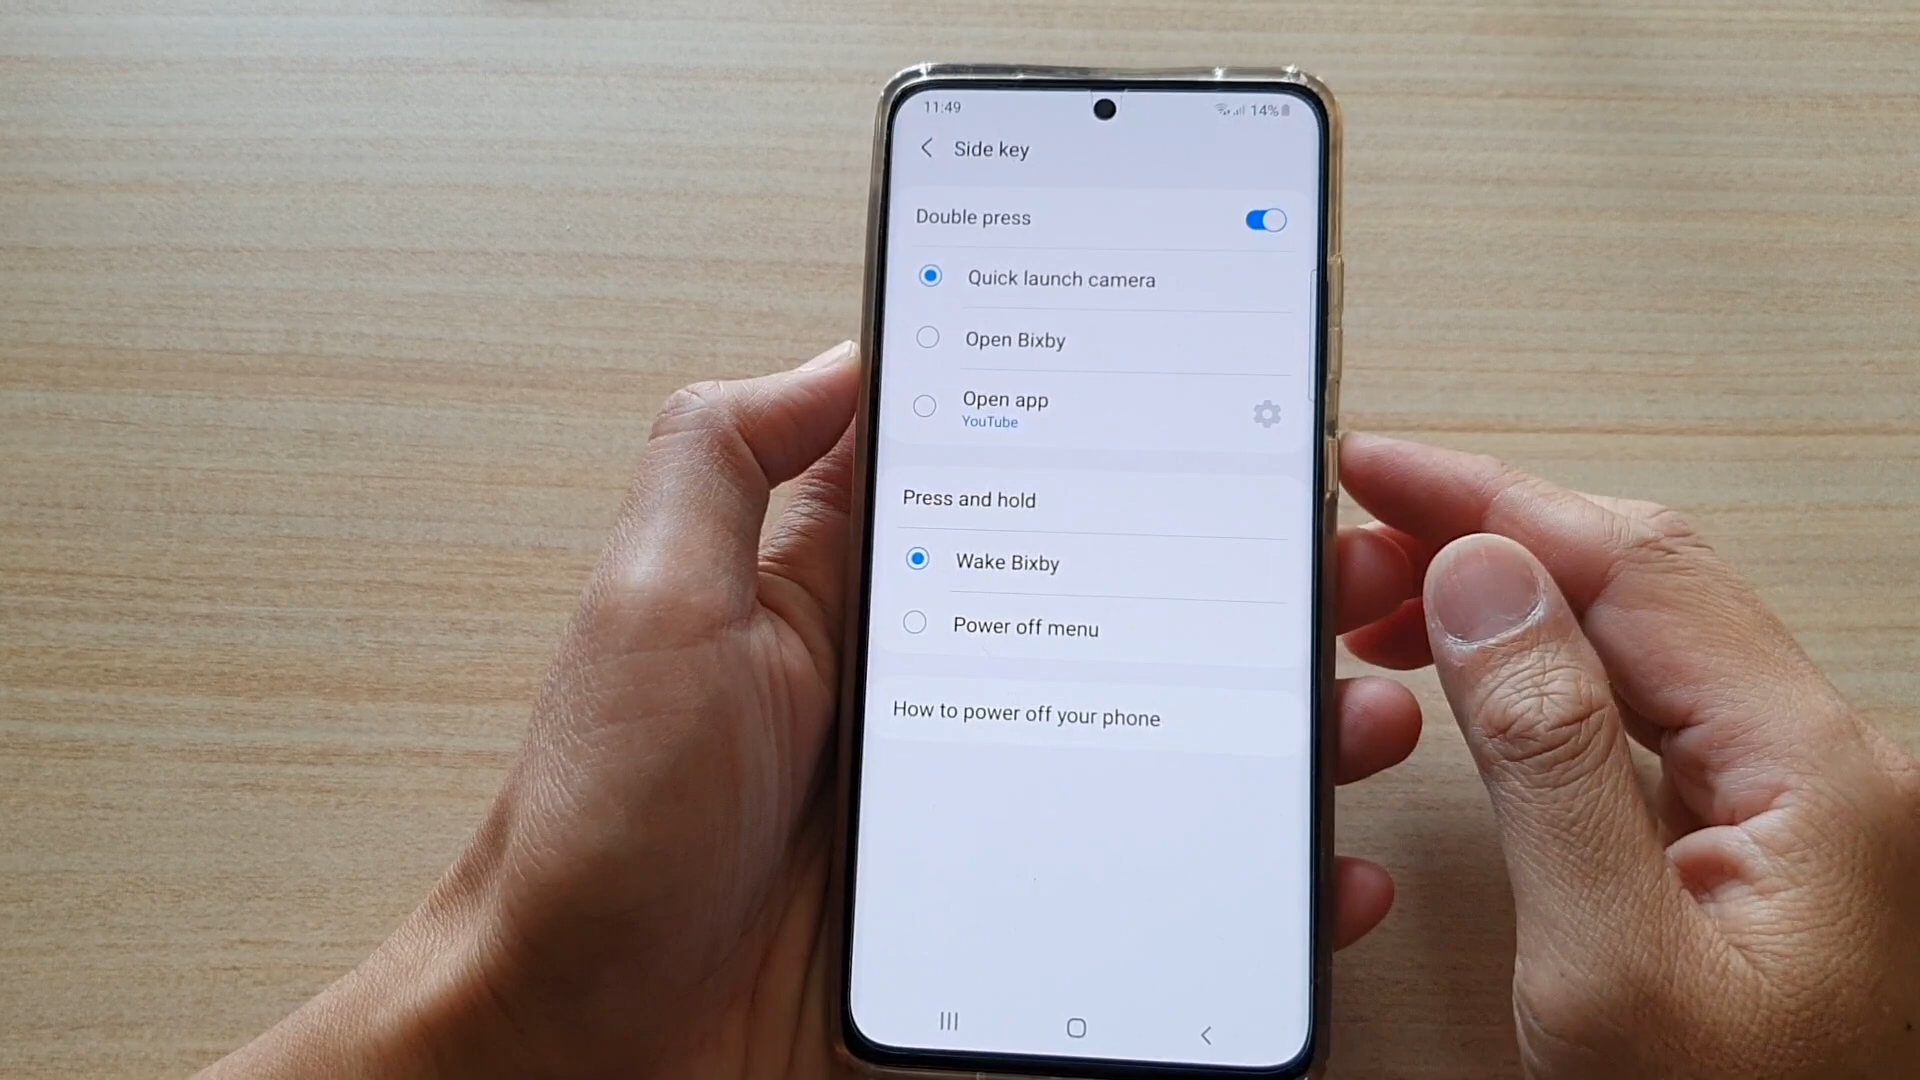 11:49 14%
Side key
Double press
Quick launch camera
Open Bixby
Open app
YouTube
Press and hold
Wake Bixby
Power off menu
How to power off your phone